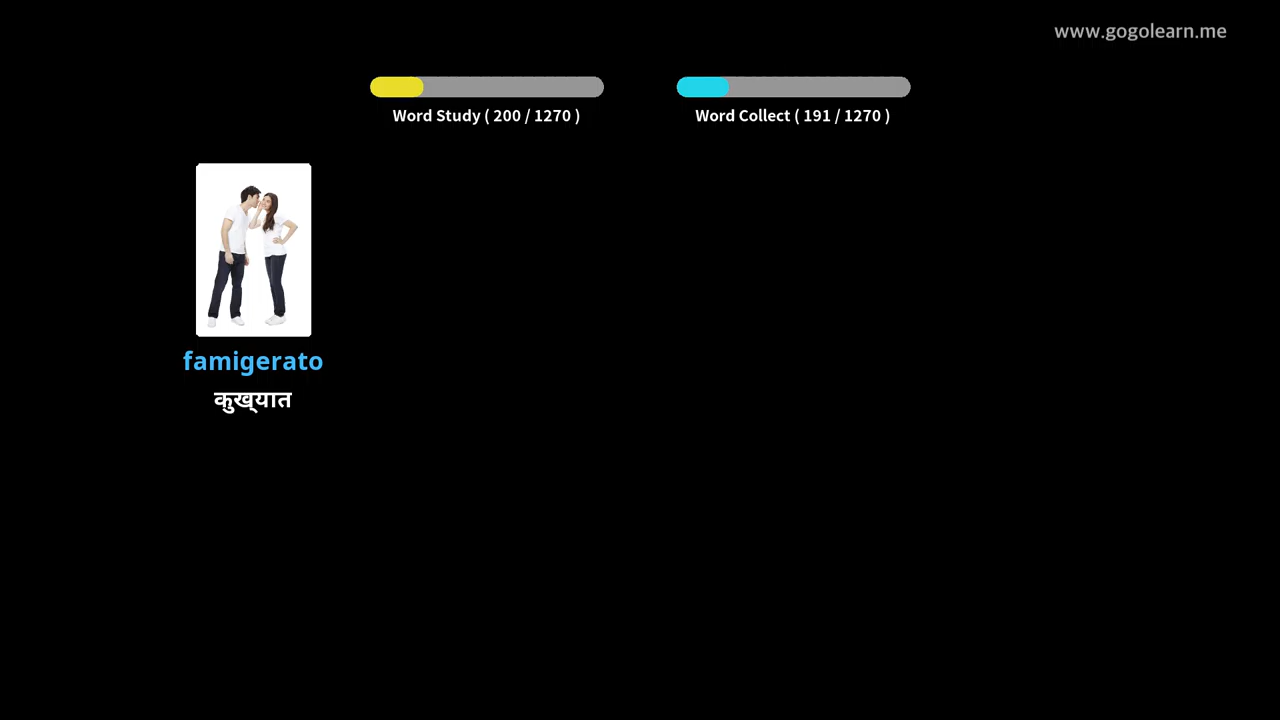 www.gogolearn.me
Word Study ( 200 / 1270 )
Word Collect ( 191 / 1270 )
famigerato
कुख्यात